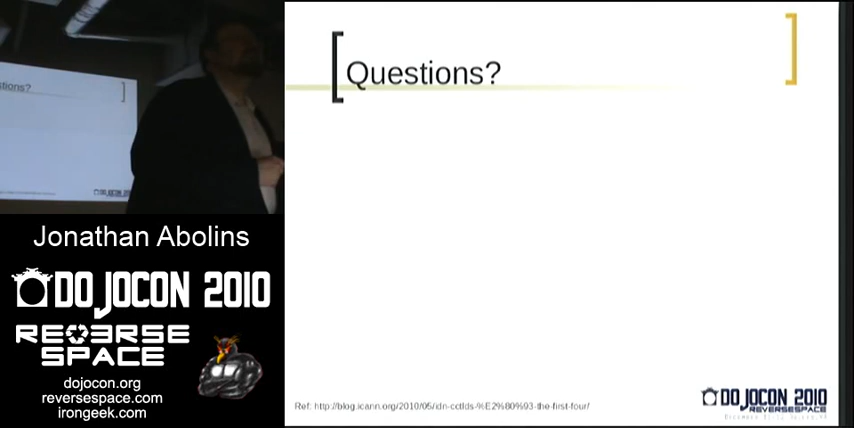 stions?
Questions?
Jonathan Abolins
DOJOCON 2010
REVERSE
SPACE
dojocon.org
reversespace.com
irongeek.com
Ref: http://blog.icann.org/2010/05/idn-cctlds-%E2%80%93-the-first-four/
DOJOCON 2010
REVERSESPACE